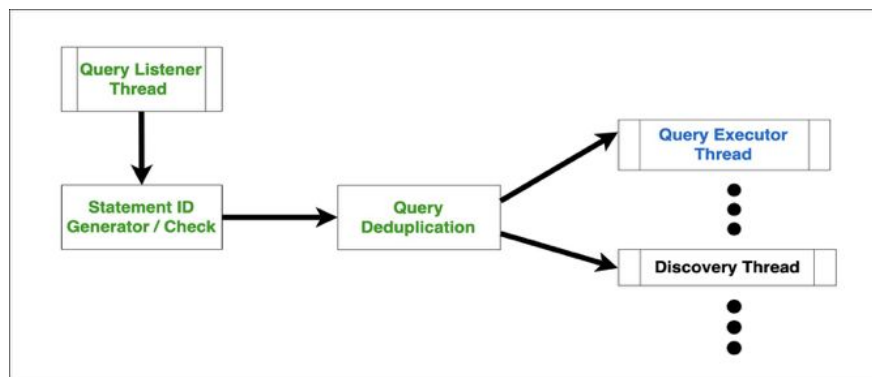 Query Listener
Thread
Query Executor
Thread
Statement ID
Generator / Check
Query
Deduplication
Discovery Thread